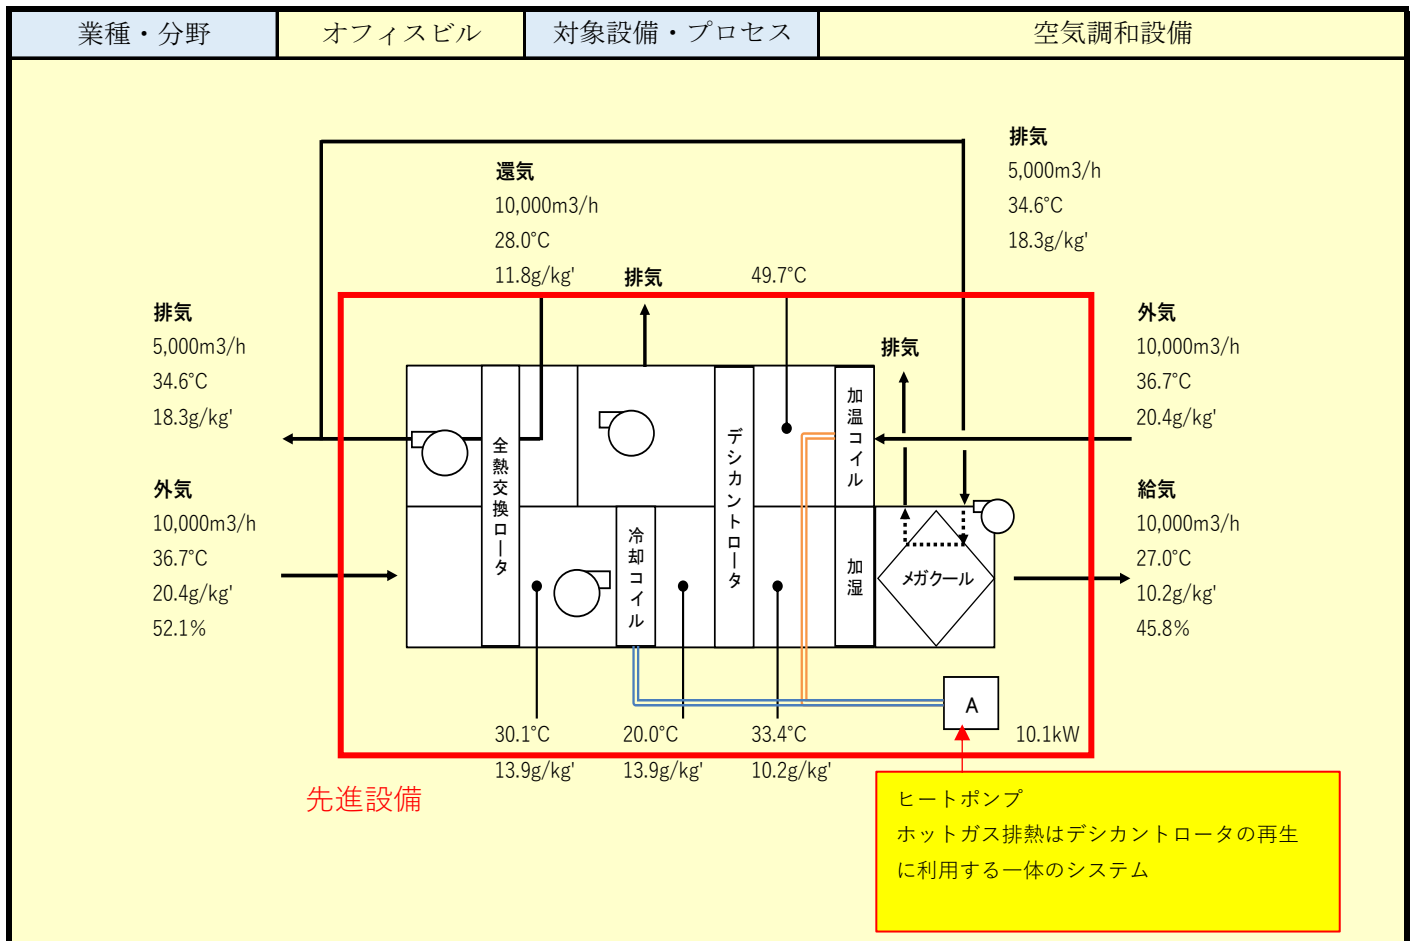 業種・分野
オフィスビル
対象設備・プロセス
空気調和設備
排気
5,000m3/h
34.6℃
18.3g/kg'
還気
10,000m3/h
28.0℃
11.8g/kg'
排気
49.7℃
排気
5,000m3/h
34.6℃
18.3g/kg'
外気
10,000m3/h
36.7℃
20.4g/kg'
排気
外気
10,000m3/h
36.7℃
20.4g/kg'
52.1%
給気
10,000m3/h
27.0℃
10.2g/kg'
45.8%
全熱交換ロータ
冷却コイル
デシカントロータ
加温コイル
加湿
メガクール
A
10.1kW
30.1℃
13.9g/kg'
20.0℃
13.9g/kg'
33.4℃
10.2g/kg'
先進設備
ヒートポンプ
ホットガス排熱はデシカントロータの再生
に利用する一体のシステム